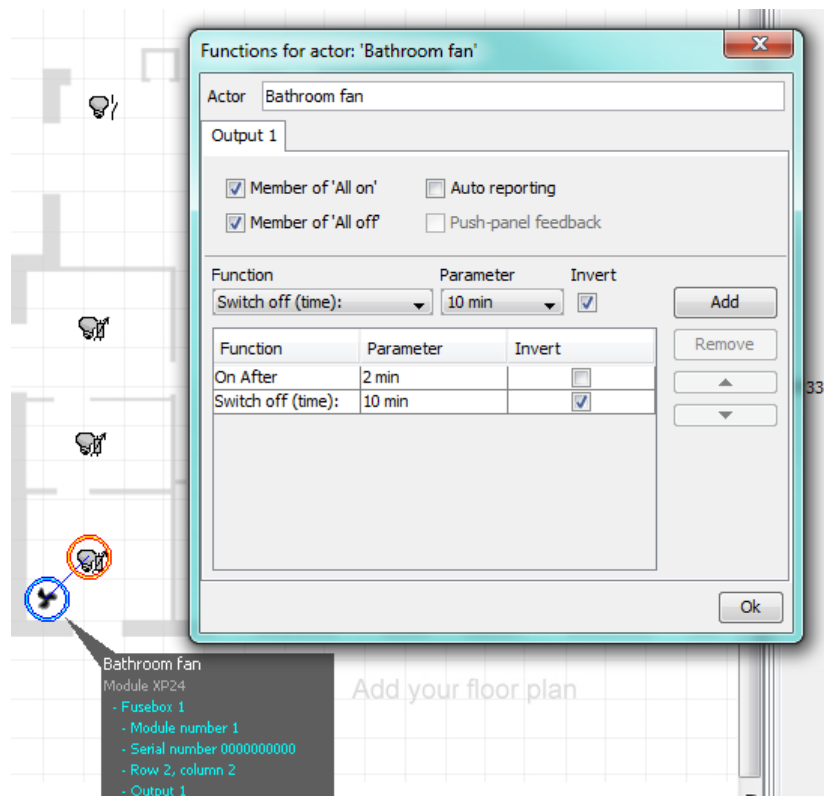 Functions for actor: 'Bathroom fan'
Actor Bathroom fan
Output 1
Member of 'All on' Auto reporting
Member of 'All off' Push-panel feedback
Function Parameter Invert
Switch off (time): 10 min Add
Function Parameter Invert Remove
On After 2 min
33
Switch off (time): 10 min
Ok
Bathroom fan
Module XP24
- Fusebox 1
- Module number 1
- Serial number 0000000000
- Row 2, column 2
- Output 1
Add your floor plan